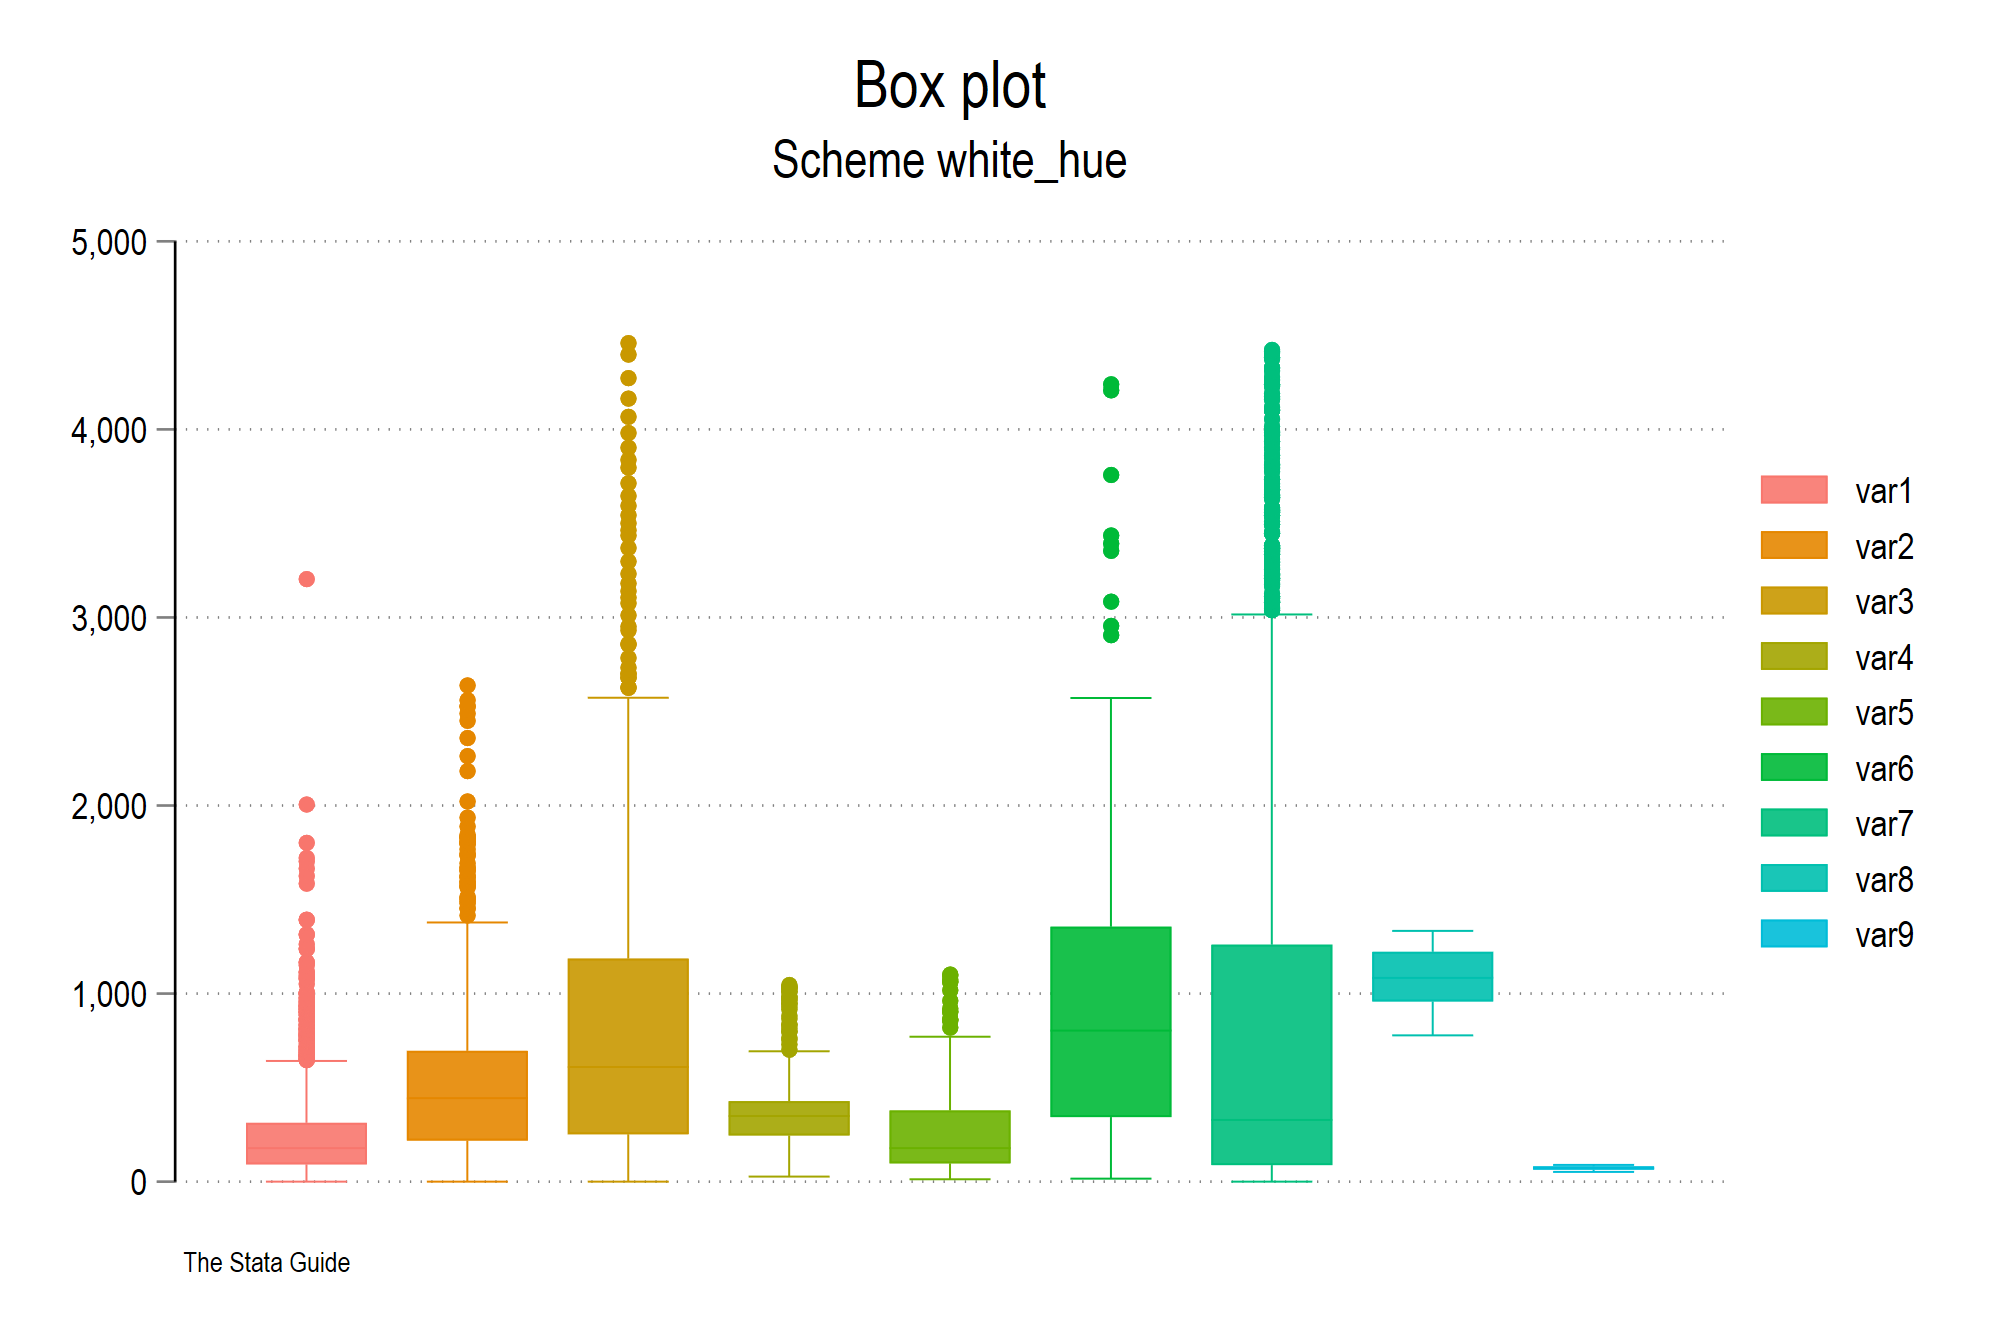 Box plot
Scheme white_hue
5,000
4,000
3,000
2,000
1,000
0
var1
var2
var3
var4
var5
var6
var7
var8
var9
The Stata Guide